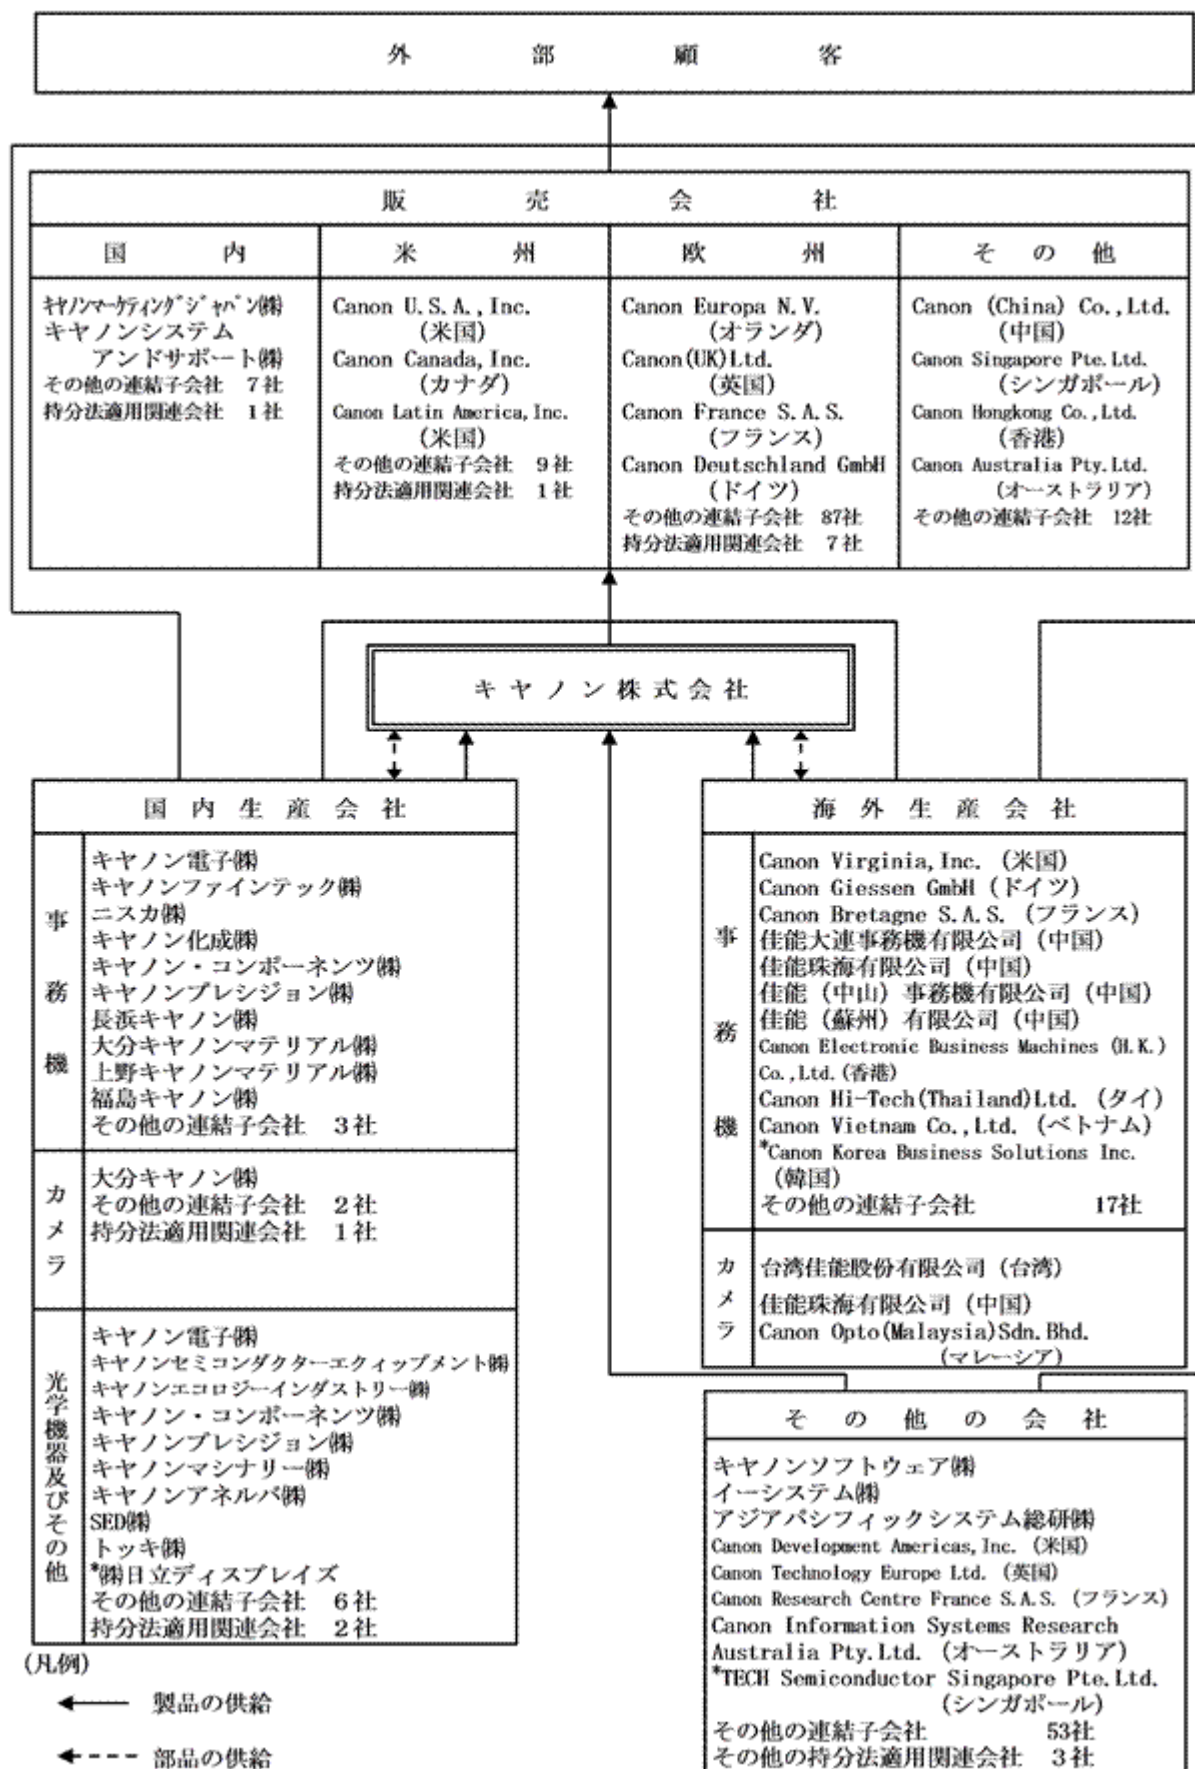 外部顧客
販売会社
国内
米州
欧州
その他
ｷﾔﾉﾝﾏｰｹﾃｨﾝｸﾞｼﾞｬﾊﾟﾝ㈱
キヤノンシステム
アンドサポート㈱
その他の連結子会社 7社
持分法適用関連会社 1社
Canon U.S.A.,Inc.
(米国)
Canon Canada,Inc.
(カナダ)
Canon Latin America,Inc.
(米国)
その他の連結子会社 9社
持分法適用関連会社 1社
Canon Europa N.V.
(オランダ)
Canon(UK)Ltd.
(英国)
Canon France S.A.S.
(フランス)
Canon Deutschland GmbH
(ドイツ)
その他の連結子会社 87社
持分法適用関連会社 7社
Canon (China) Co.,Ltd.
(中国)
Canon Singapore Pte.Ltd.
(シンガポール)
Canon Hongkong Co.,Ltd.
(香港)
Canon Australia Pty.Ltd.
(オーストラリア)
その他の連結子会社 12社
キヤノン株式会社
国内生産会社
事務機
キヤノン電子㈱
キヤノンファインテック㈱
ニスカ㈱
キヤノン化成㈱
キヤノン・コンポーネンツ㈱
キヤノンプレシジョン㈱
長浜キヤノン㈱
大分キヤノンマテリアル㈱
上野キヤノンマテリアル㈱
福島キヤノン㈱
その他の連結子会社 3社
カメラ
大分キヤノン㈱
その他の連結子会社 2社
持分法適用関連会社 1社
光学機器及びその他
キヤノン電子㈱
キヤノンセミコンダクターエクィップメント㈱
キヤノンエコロジーインダストリー㈱
キヤノン・コンポーネンツ㈱
キヤノンプレシジョン㈱
キヤノンマシナリー㈱
キヤノンアネルバ㈱
SED㈱
トッキ㈱
*㈱日立ディスプレイズ
その他の連結子会社 6社
持分法適用関連会社 2社
海外生産会社
事務機
Canon Virginia,Inc. (米国)
Canon Giessen GmbH (ドイツ)
Canon Bretagne S.A.S. (フランス)
佳能大連事務機有限公司 (中国)
佳能珠海有限公司 (中国)
佳能（中山）事務機有限公司 (中国)
佳能（蘇州）有限公司 (中国)
Canon Electronic Business Machines (H.K.)
Co.,Ltd.(香港)
Canon Hi-Tech(Thailand)Ltd. (タイ)
Canon Vietnam Co.,Ltd. (ベトナム)
*Canon Korea Business Solutions Inc.
(韓国)
その他の連結子会社 17社
カメラ
台湾佳能股份有限公司 (台湾)
佳能珠海有限公司 (中国)
Canon Opto(Malaysia)Sdn.Bhd.
(マレーシア)
その他の会社
キヤノンソフトウェア㈱
イーシステム㈱
アジアパシフィックシステム総研㈱
Canon Development Americas,Inc. (米国)
Canon Technology Europe Ltd. (英国)
Canon Research Centre France S.A.S. (フランス)
Canon Information Systems Research
Australia Pty.Ltd. (オーストラリア)
*TECH Semiconductor Singapore Pte.Ltd.
(シンガポール)
その他の連結子会社 53社
その他の持分法適用関連会社 3社
(凡例)
製品の供給
部品の供給